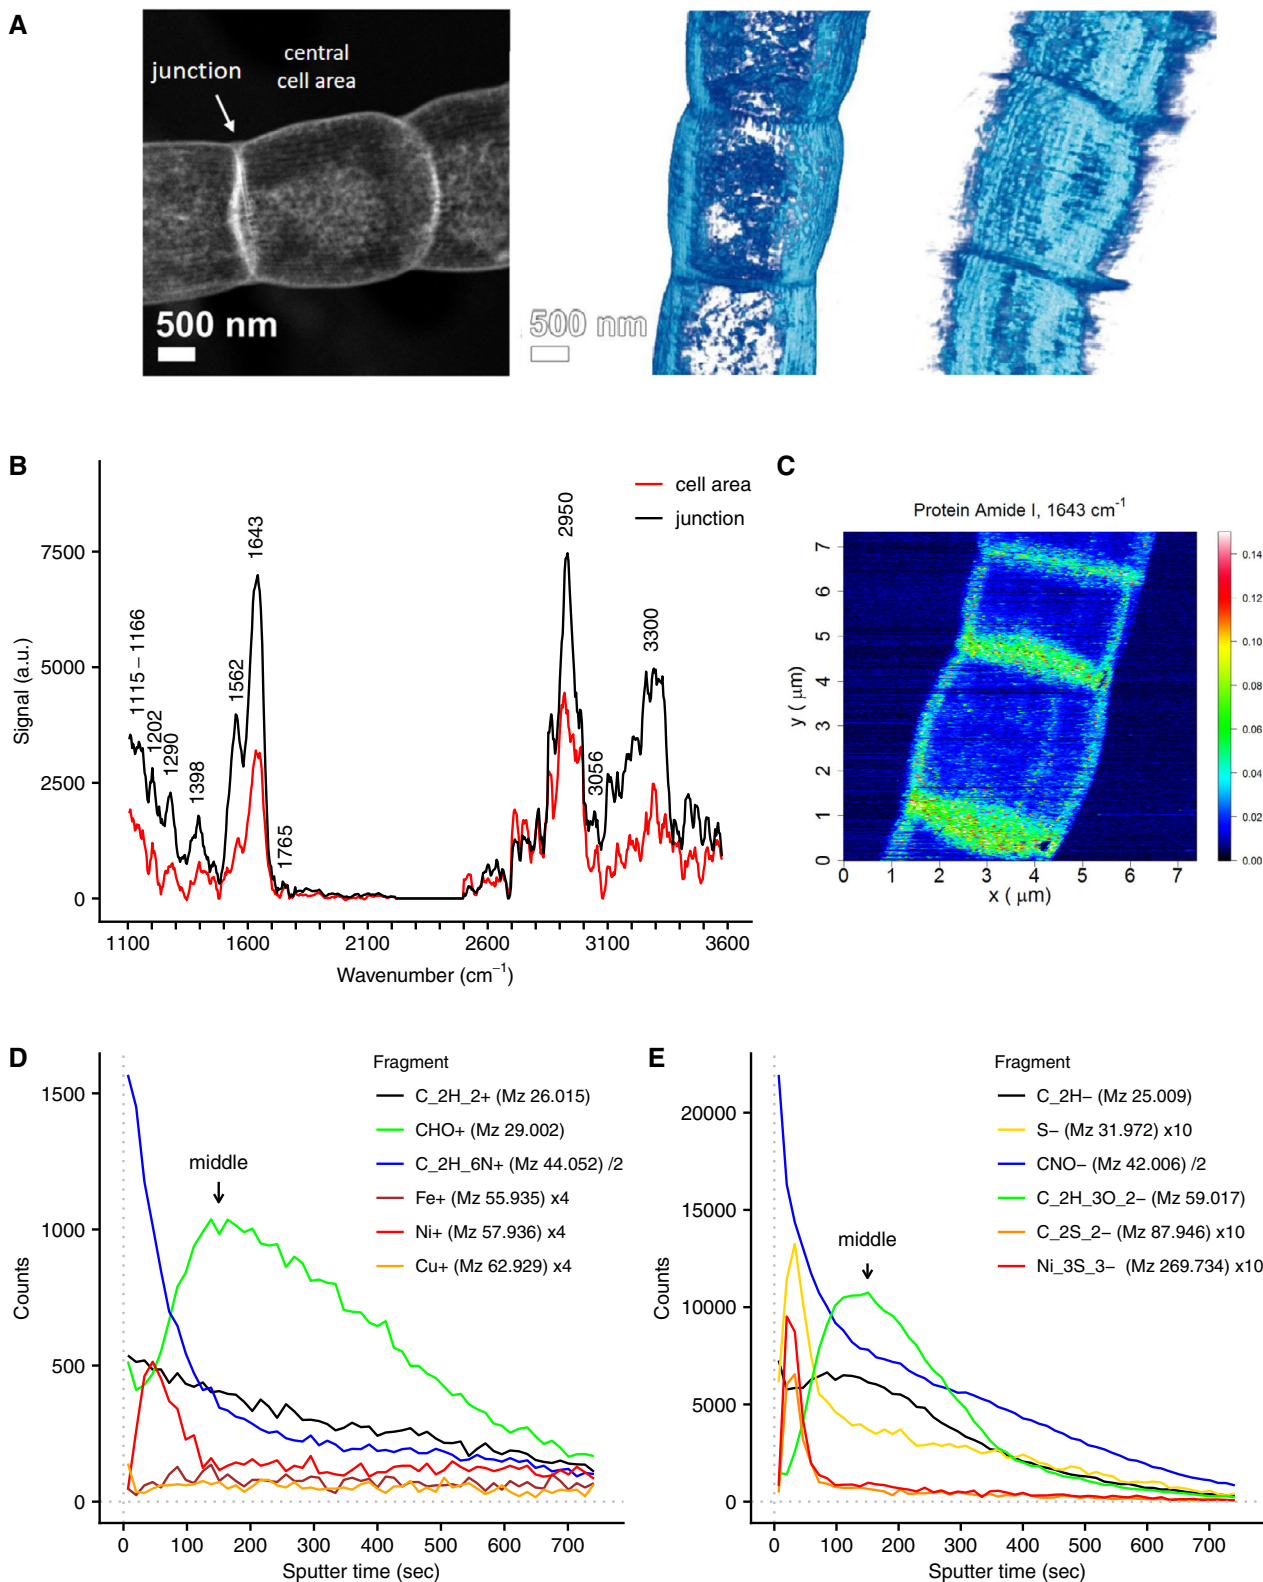 A
junction
central
cell area
500 nm
500 nm
B
cell area
junction
Signal (a.u.)
7500
5000
2500
0
1115 – 1166
1202
1290
1398
1562
1643
1765
2950
3056
3300
1100 1600 2100 2600 3100 3600
Wavenumber (cm⁻¹)
C
Protein Amide I, 1643 cm⁻¹
y ( μm)
7
6
5
4
3
2
1
0
0 1 2 3 4 5 6 7
x ( μm)
0.14
0.12
0.10
0.08
0.06
0.04
0.02
0.00
D
Counts
1500
1000
500
0
middle
Fragment
C_2H_2+ (Mz 26.015)
CHO+ (Mz 29.002)
C_2H_6N+ (Mz 44.052) /2
Fe+ (Mz 55.935) x4
Ni+ (Mz 57.936) x4
Cu+ (Mz 62.929) x4
0 100 200 300 400 500 600 700
Sputter time (sec)
E
Counts
20000
15000
10000
5000
0
middle
Fragment
C_2H− (Mz 25.009)
S− (Mz 31.972) x10
CNO− (Mz 42.006) /2
C_2H_3O_2− (Mz 59.017)
C_2S_2− (Mz 87.946) x10
Ni_3S_3− (Mz 269.734) x10
0 100 200 300 400 500 600 700
Sputter time (sec)